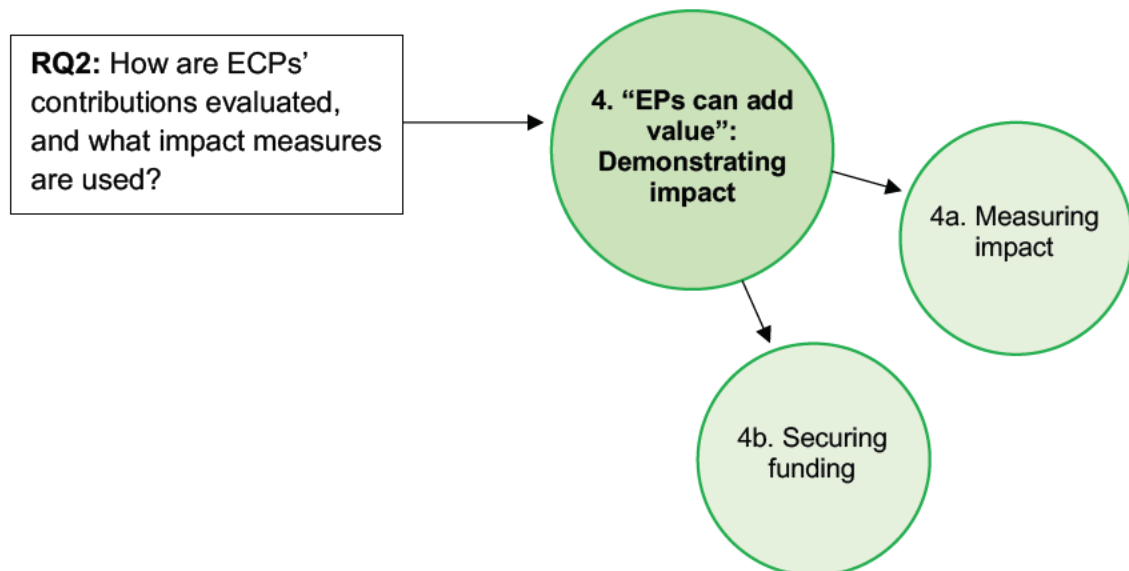 RQ2: How are ECPs’
contributions evaluated,
and what impact measures
are used?
4. “EPs can add
value”:
Demonstrating
impact
4a. Measuring
impact
4b. Securing
funding